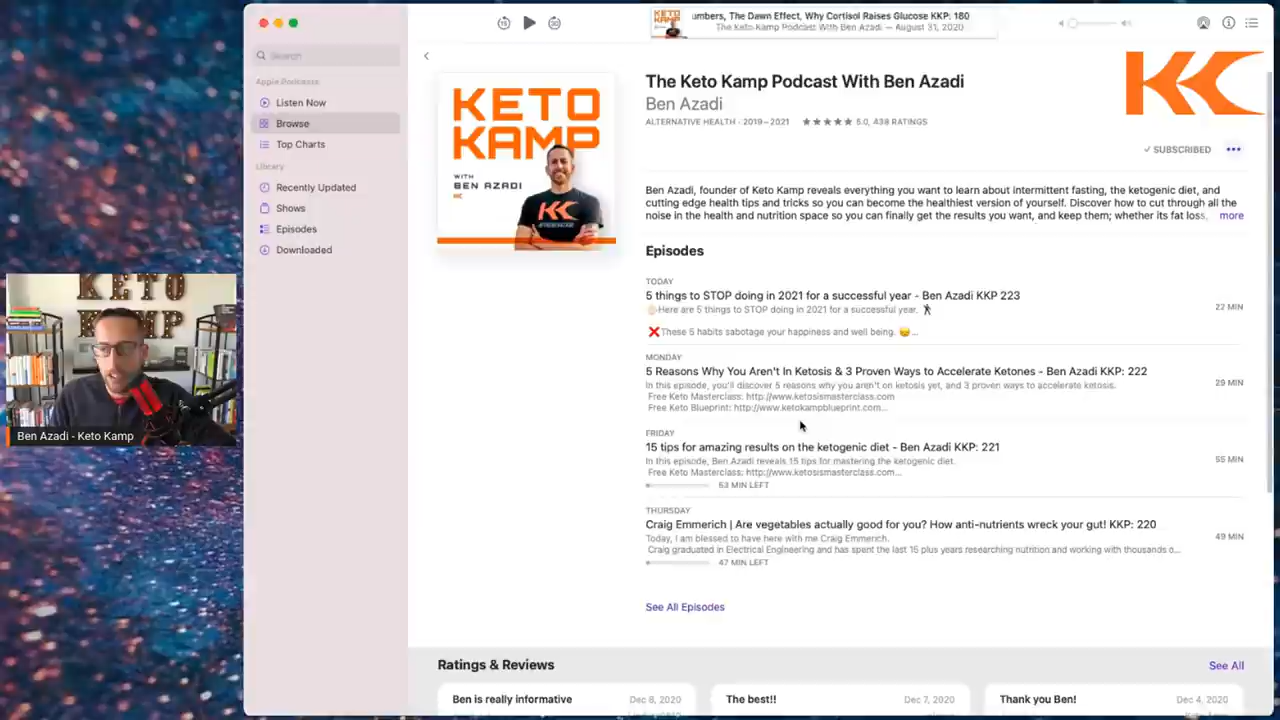 umbers, The Dawn Effect, Why Cortisol Raises Glucose KKP: 180
The Keto Kamp Podcast With Ben Azadi — August 31, 2020
Search
Apple Podcasts
Listen Now
Browse
Top Charts
Library
Recently Updated
Shows
Episodes
Downloaded
KETO
KAMP
WITH
BEN AZADI
The Keto Kamp Podcast With Ben Azadi
Ben Azadi
ALTERNATIVE HEALTH · 2019–2021 ★★★★★ 5.0, 438 RATINGS
✓ SUBSCRIBED
Ben Azadi, founder of Keto Kamp reveals everything you want to learn about intermittent fasting, the ketogenic diet, and
cutting edge health tips and tricks so you can become the healthiest version of yourself. Discover how to cut through all the
noise in the health and nutrition space so you can finally get the results you want, and keep them; whether its fat loss, more
Episodes
TODAY
5 things to STOP doing in 2021 for a successful year - Ben Azadi KKP 223
Here are 5 things to STOP doing in 2021 for a successful year.
❌These 5 habits sabotage your happiness and well being. 😞...
22 MIN
MONDAY
5 Reasons Why You Aren't In Ketosis & 3 Proven Ways to Accelerate Ketones - Ben Azadi KKP: 222
In this episode, you'll discover 5 reasons why you aren't on ketosis yet, and 3 proven ways to accelerate ketones.
Free Keto Masterclass: http://www.ketosismasterclass.com
Free Keto Blueprint: http://www.ketokampblueprint.com...
29 MIN
FRIDAY
15 tips for amazing results on the ketogenic diet - Ben Azadi KKP: 221
In this episode, Ben Azadi reveals 15 tips for mastering the ketogenic diet.
Free Keto Masterclass: http://www.ketosismasterclass.com...
53 MIN LEFT
55 MIN
THURSDAY
Craig Emmerich | Are vegetables actually good for you? How anti-nutrients wreck your gut! KKP: 220
Today, I am blessed to have here with me Craig Emmerich.
Craig graduated in Electrical Engineering and has spent the last 15 plus years researching nutrition and working with thousands o...
47 MIN LEFT
49 MIN
See All Episodes
Ratings & Reviews
See All
Ben is really informative Dec 6, 2020
The best!! Dec 7, 2020
Thank you Ben! Dec 4, 2020
KETO
KAMP
Ben Azadi - Keto Kamp